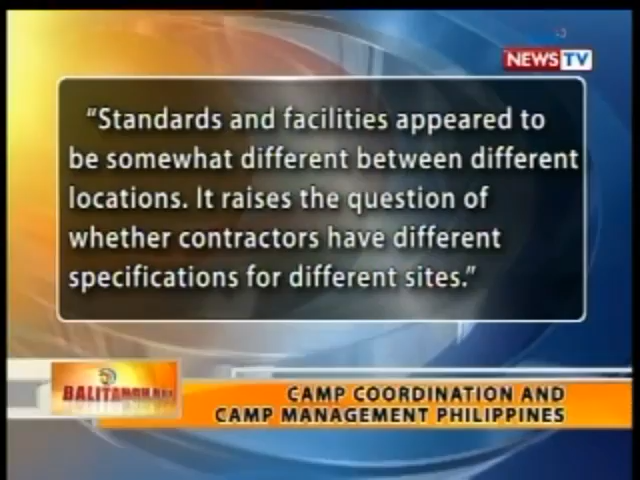 NEWS TV
“Standards and facilities appeared to
be somewhat different between different
locations. It raises the question of
whether contractors have different
specifications for different sites.”
CAMP COORDINATION AND
BALITANGHALI
CAMP MANAGEMENT PHILIPPINES